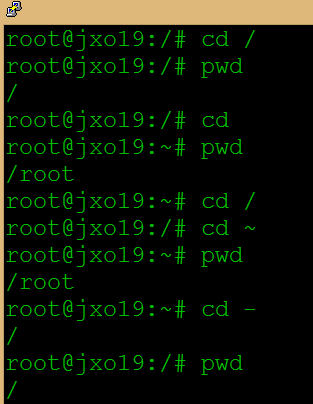 root@jxo19:/# cd /
root@jxo19:/# pwd
/
root@jxo19:/# cd
root@jxo19:~# pwd
/root
root@jxo19:~# cd /
root@jxo19:/# cd ~
root@jxo19:~# pwd
/root
root@jxo19:~# cd -
/
root@jxo19:/# pwd
/